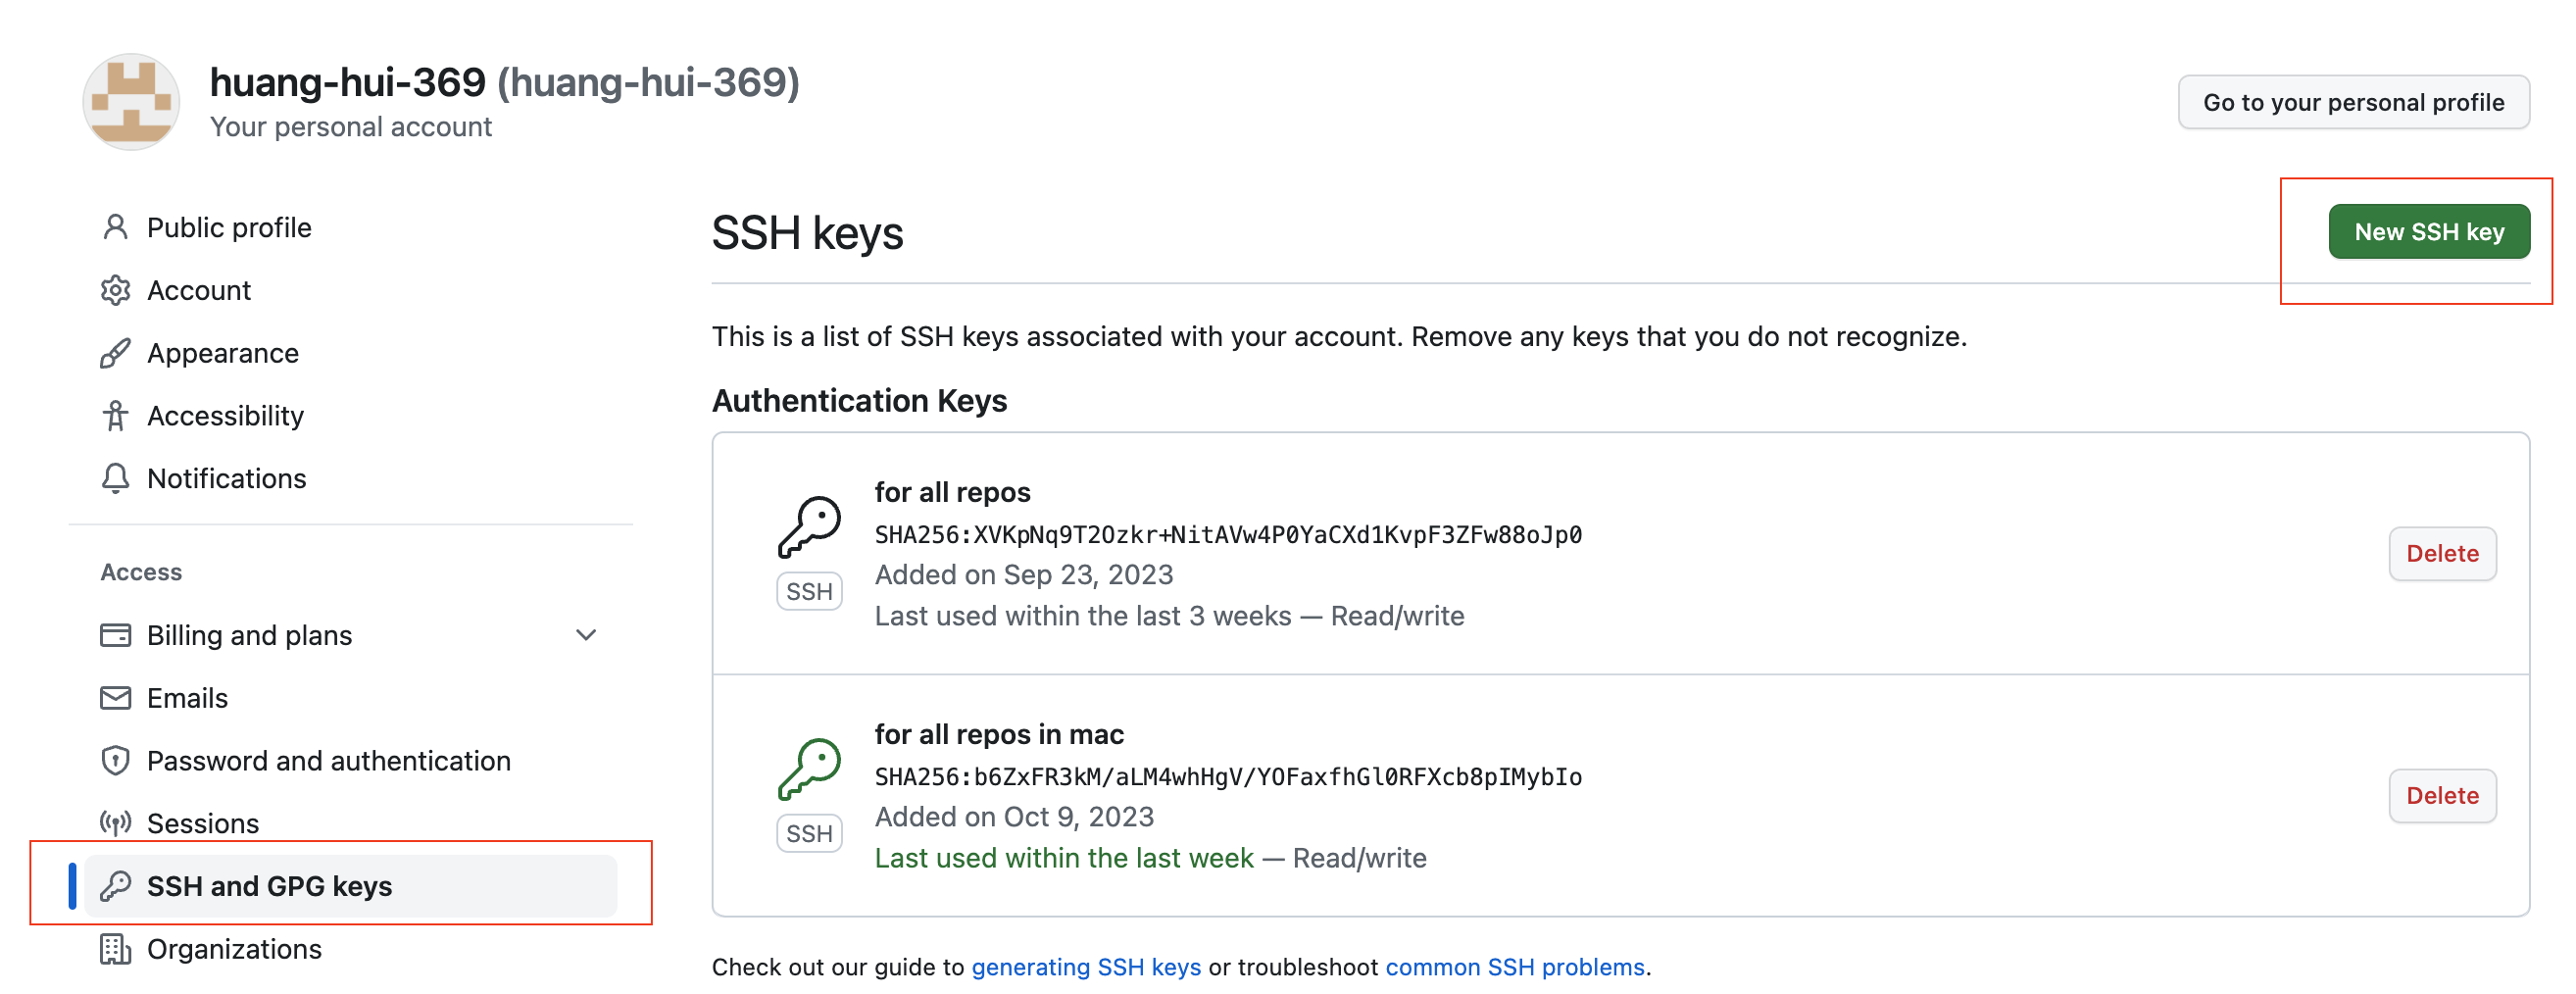 huang-hui-369 (huang-hui-369)
Your personal account
Go to your personal profile
Public profile
Account
Appearance
Accessibility
Notifications
Access
Billing and plans
Emails
Password and authentication
Sessions
SSH and GPG keys
Organizations
SSH keys
New SSH key
This is a list of SSH keys associated with your account. Remove any keys that you do not recognize.
Authentication Keys
for all repos
SHA256:XVKpNq9T2Ozkr+NitAVw4P0YaCXd1KvpF3ZFw88oJp0
Added on Sep 23, 2023
Last used within the last 3 weeks — Read/write
SSH
Delete
for all repos in mac
SHA256:b6ZxFR3kM/aLM4whHgV/YOFaxfhGl0RFXcb8pIMybIo
Added on Oct 9, 2023
Last used within the last week — Read/write
SSH
Delete
Check out our guide to generating SSH keys or troubleshoot common SSH problems.